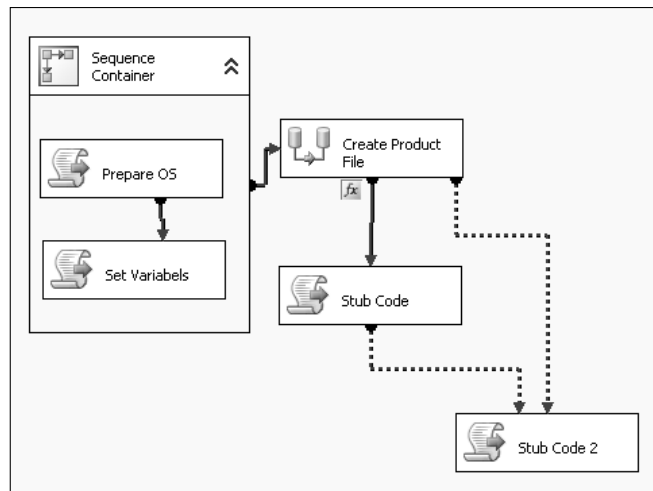 Sequence
Container
Prepare OS
Set Variabels
Create Product
File
fx
Stub Code
Stub Code 2